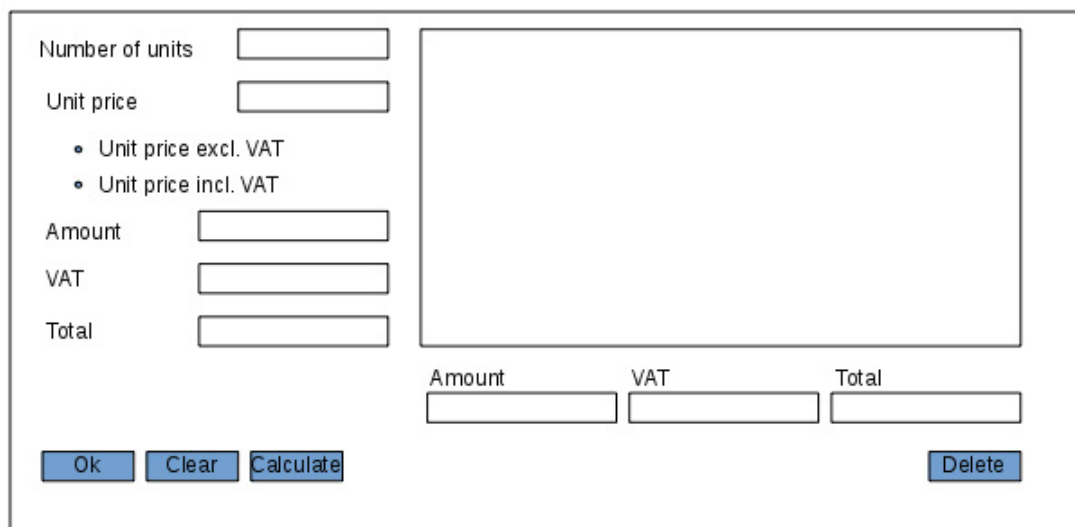 Number of units
Unit price
Unit price excl. VAT
Unit price incl. VAT
Amount
VAT
Total
Amount VAT Total
Ok Clear Calculate Delete